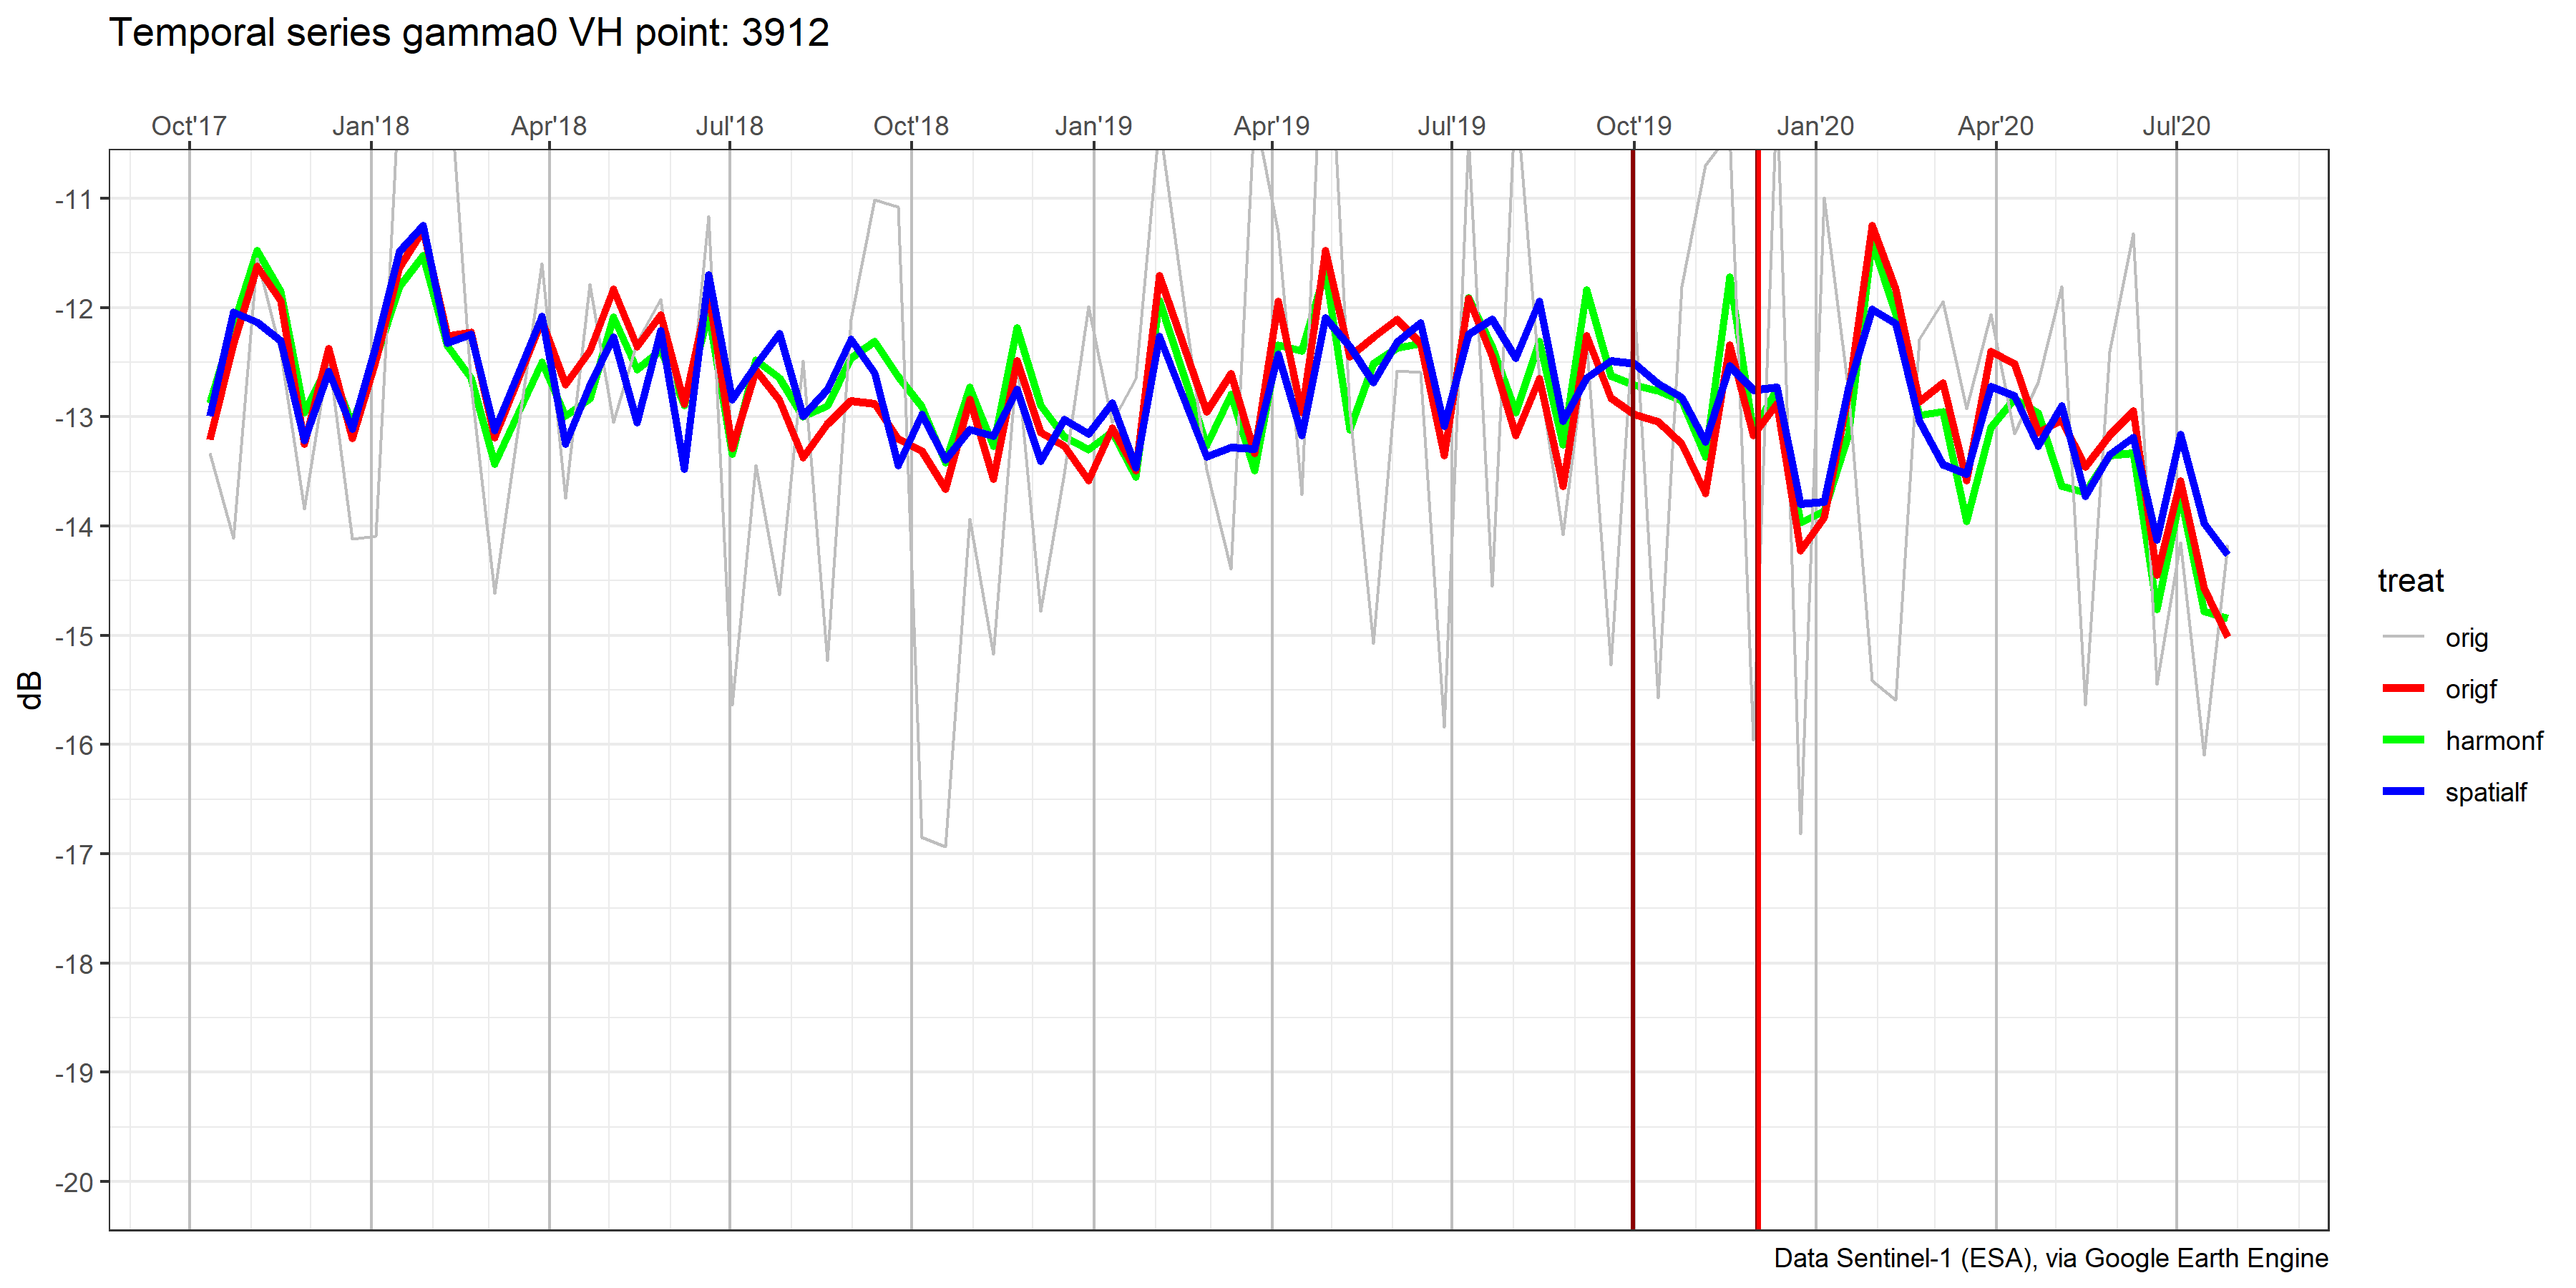 Temporal series gamma0 VH point: 3912
Oct'17 Jan'18 Apr'18 Jul'18 Oct'18 Jan'19 Apr'19 Jul'19 Oct'19 Jan'20 Apr'20 Jul'20
-11
-12
-13
-14
-15
-16
-17
-18
-19
-20
dB
treat
orig
origf
harmonf
spatialf
Data Sentinel-1 (ESA), via Google Earth Engine